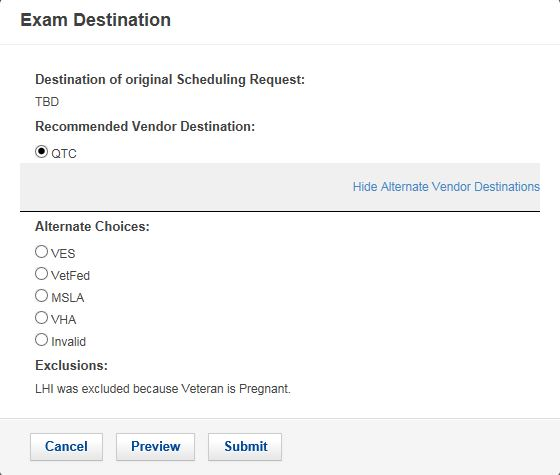 Exam Destination
Destination of original Scheduling Request:
TBD
Recommended Vendor Destination:
QTC
Hide Alternate Vendor Destinations
Alternate Choices:
VES
VetFed
MSLA
VHA
Invalid
Exclusions:
LHI was excluded because Veteran is Pregnant.
Cancel Preview Submit